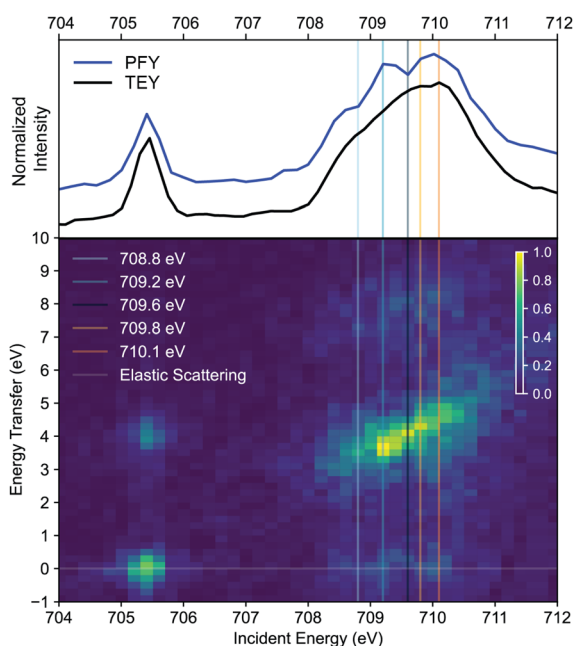 704 705 706 707 708 709 710 711 712
PFY
TEY
Normalized
Intensity
10
9
8
7
6
5
4
3
2
1
0
−1
Energy Transfer (eV)
708.8 eV
709.2 eV
709.6 eV
709.8 eV
710.1 eV
Elastic Scattering
1.0
0.8
0.6
0.4
0.2
0.0
704 705 706 707 708 709 710 711 712
Incident Energy (eV)